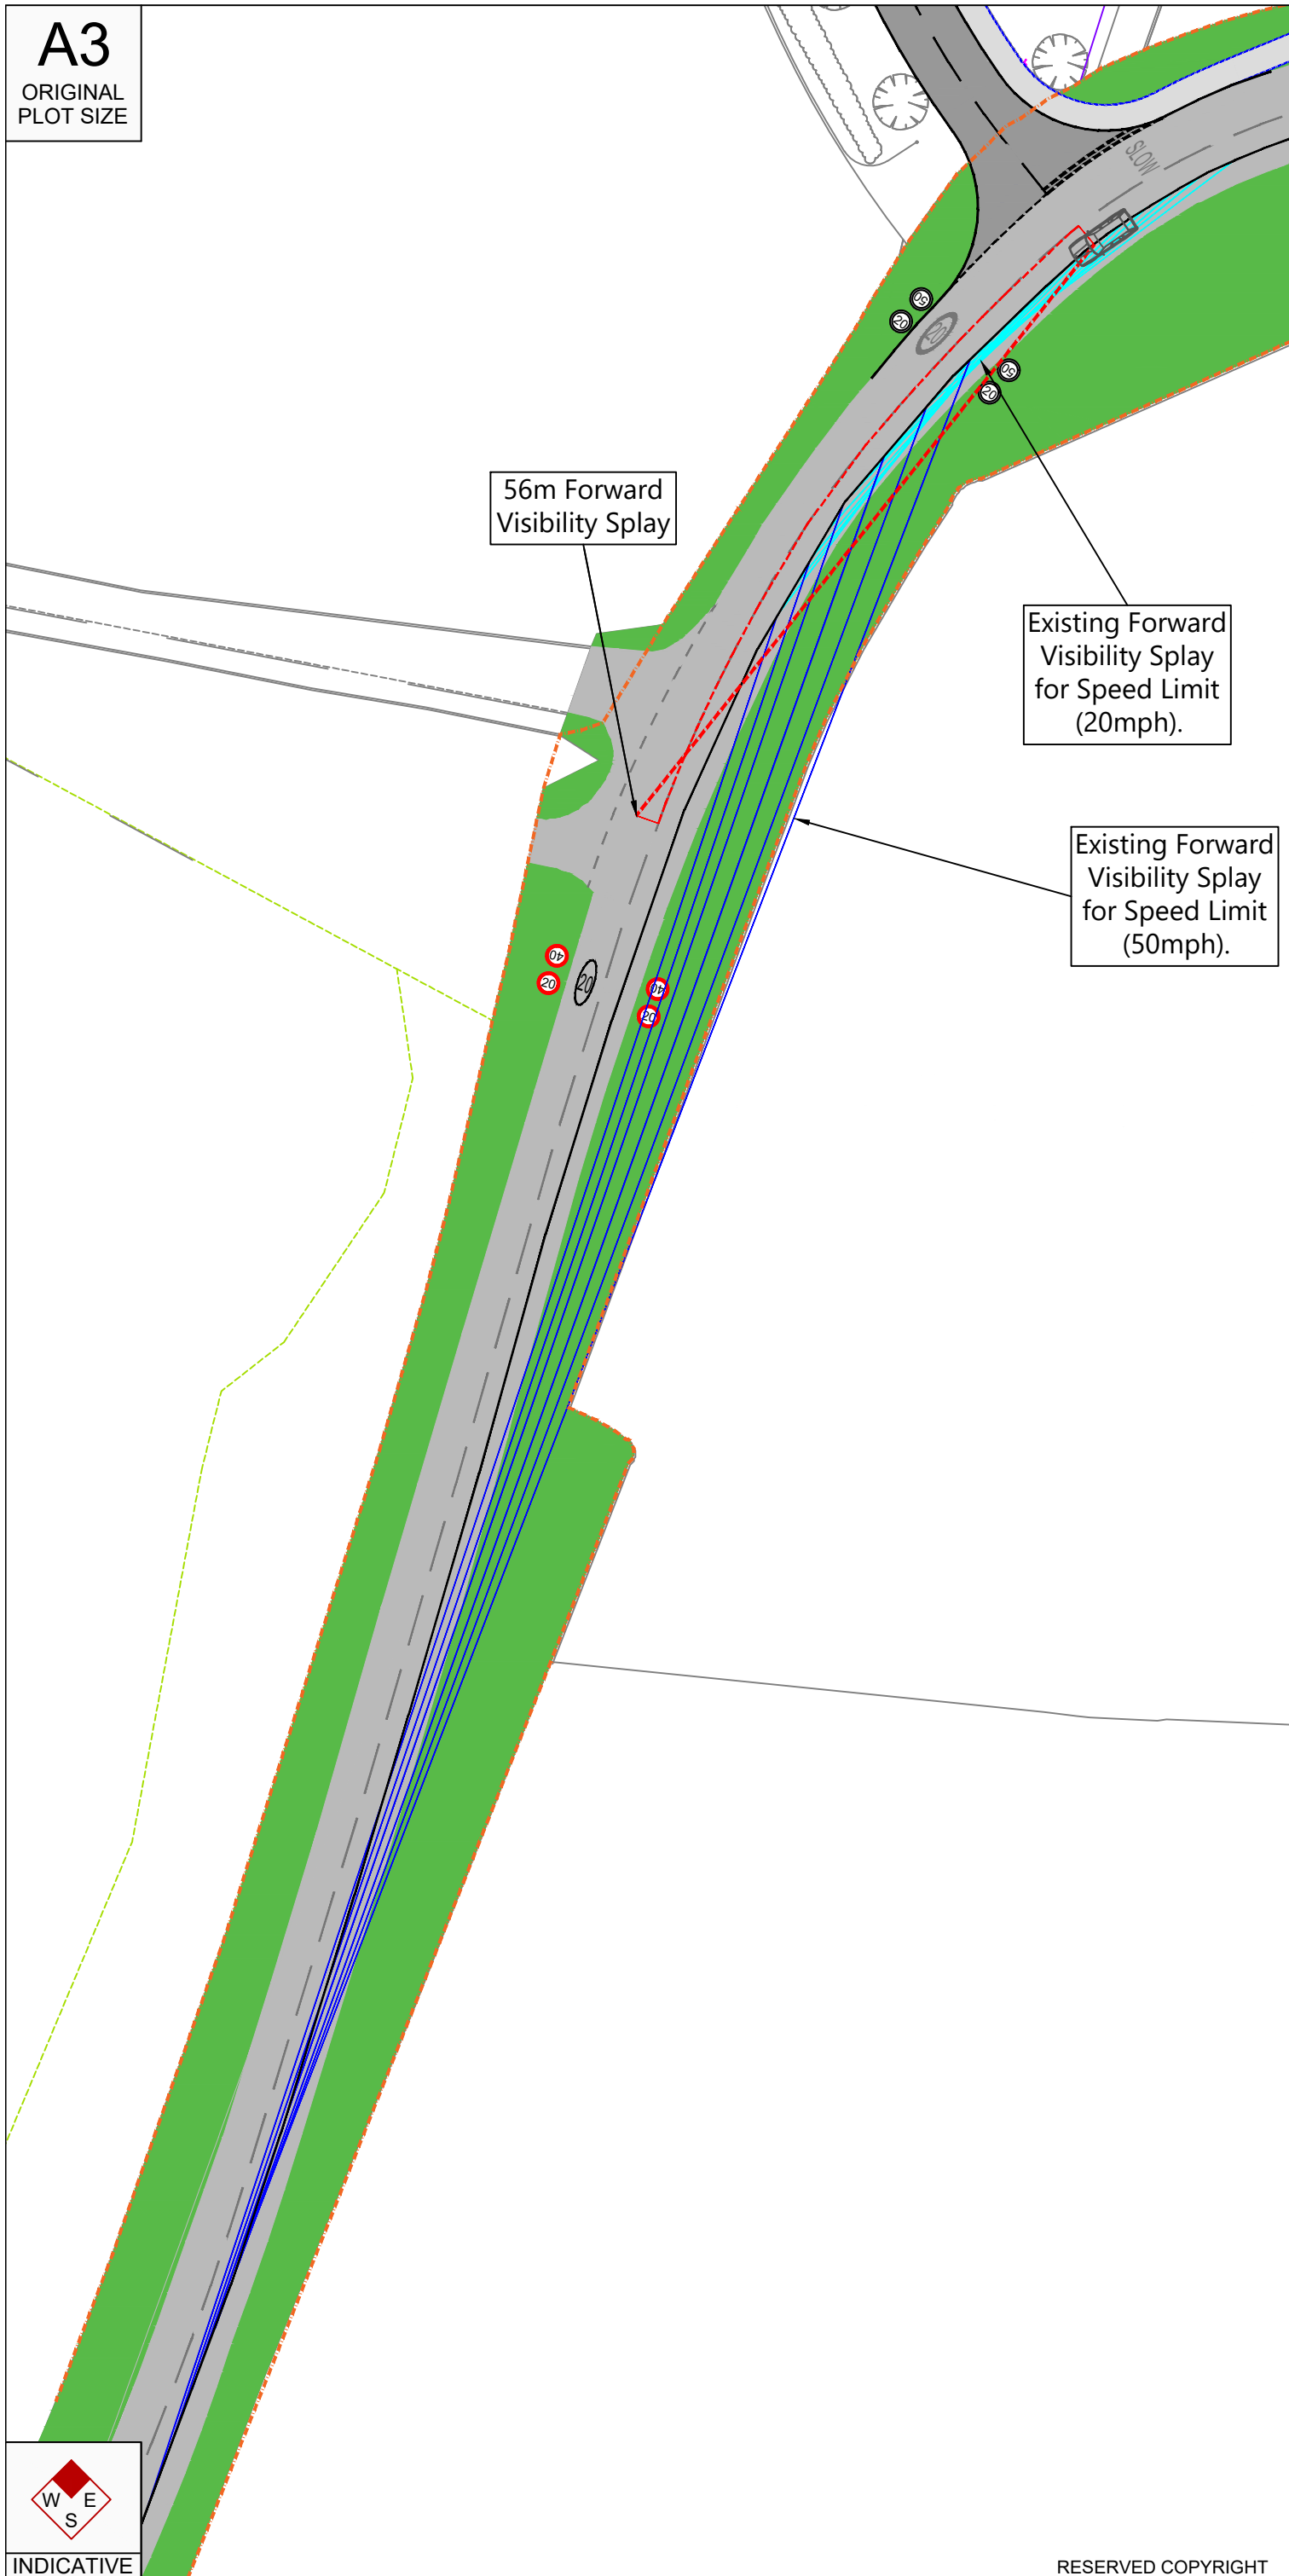 A3
ORIGINAL
PLOT SIZE
SLOW
50
20
20
50
20
56m Forward
Visibility Splay
Existing Forward
Visibility Splay
for Speed Limit
(20mph).
Existing Forward
Visibility Splay
for Speed Limit
(50mph).
40
20
20
40
20
W E
S
INDICATIVE
RESERVED COPYRIGHT